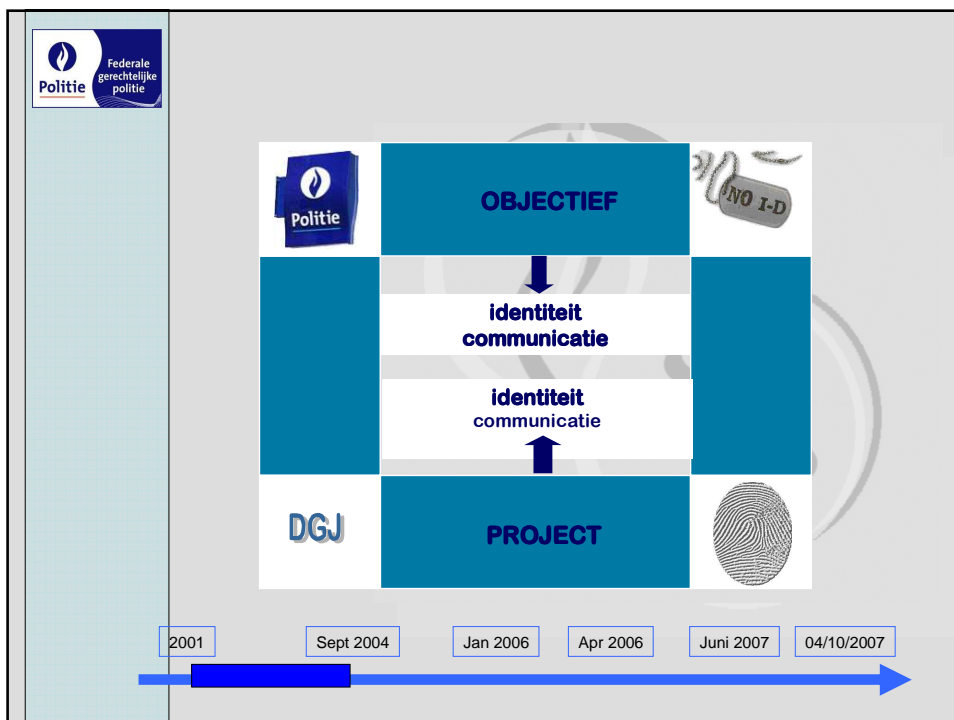 Politie
Federale
gerechtelijke
politie
Politie
OBJECTIEF
NO I-D
identiteit
communicatie
identiteit
communicatie
DGJ
PROJECT
2001
Sept 2004
Jan 2006
Apr 2006
Juni 2007
04/10/2007